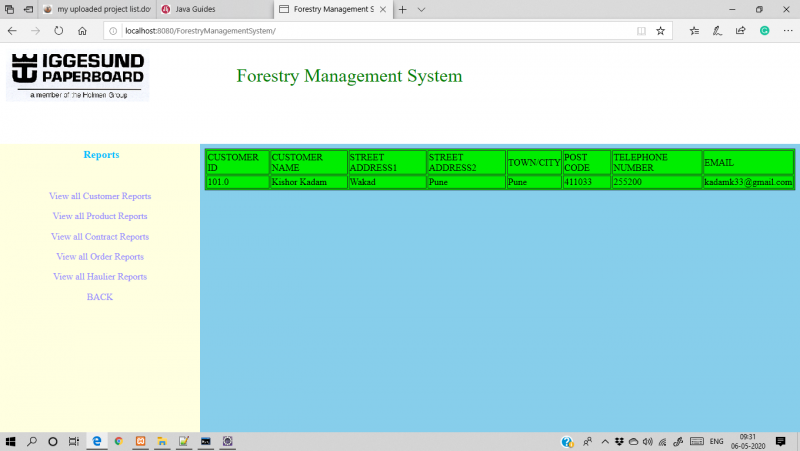 my uploaded project list.do
Java Guides
Forestry Management S
localhost:8080/ForestryManagementSystem/
IGGESUND
PAPERBOARD
a member of the Holmen Group
Forestry Management System
Reports
View all Customer Reports
View all Product Reports
View all Contract Reports
View all Order Reports
View all Haulier Reports
BACK
CUSTOMER ID CUSTOMER NAME STREET ADDRESS1 STREET ADDRESS2 TOWN/CITY POST CODE TELEPHONE NUMBER EMAIL
101.0 Kishor Kadam Wakad Pune Pune 411033 255200 kadamk33@gmail.com
ENG
09:31
06-05-2020